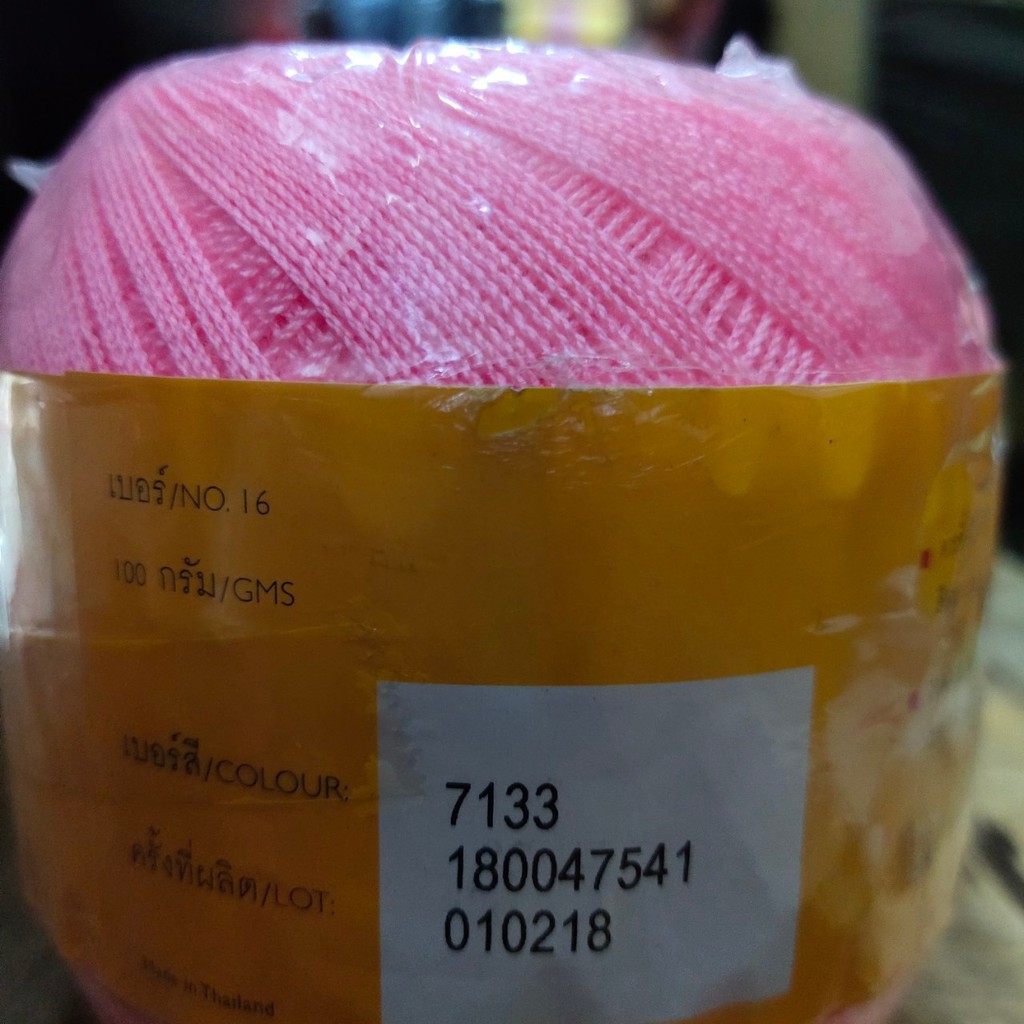 เบอร์/NO. 16
100 กรัม/GMS
เบอร์สี/COLOUR:
7133
ครั้งที่ผลิต/LOT:
180047541
010218
Made in Thailand